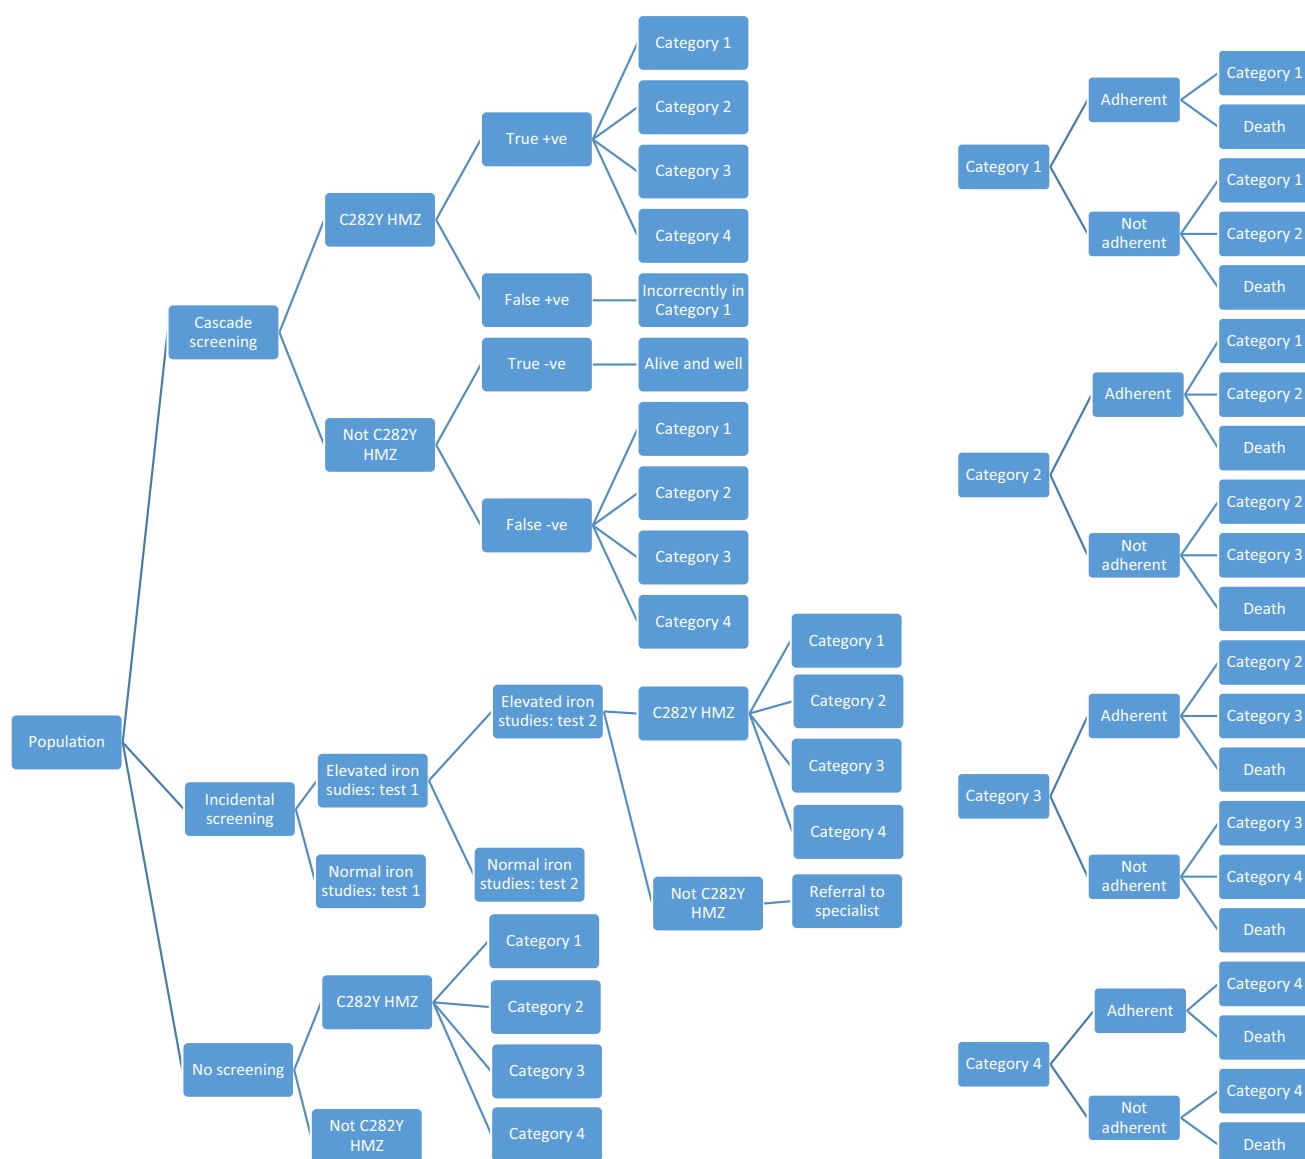 Population
Cascade
screening
C282Y HMZ
True +ve
Category 1
Category 2
Category 3
Category 4
False +ve
Incorrecntly in
Category 1
Not C282Y
HMZ
True -ve
Alive and well
False -ve
Category 1
Category 2
Category 3
Category 4
Incidental
screening
Elevated iron
sudies: test 1
Elevated iron
studies: test 2
C282Y HMZ
Category 1
Category 2
Category 3
Category 4
Not C282Y
HMZ
Referral to
specialist
Normal iron
studies: test 2
Normal iron
studies: test 1
No screening
C282Y HMZ
Category 1
Category 2
Category 3
Category 4
Not C282Y
HMZ
Category 1
Adherent
Category 1
Death
Not
adherent
Category 1
Category 2
Death
Category 2
Adherent
Category 1
Category 2
Death
Not
adherent
Category 2
Category 3
Death
Category 3
Adherent
Category 2
Category 3
Death
Not
adherent
Category 3
Category 4
Death
Category 4
Adherent
Category 4
Death
Not
adherent
Category 4
Death